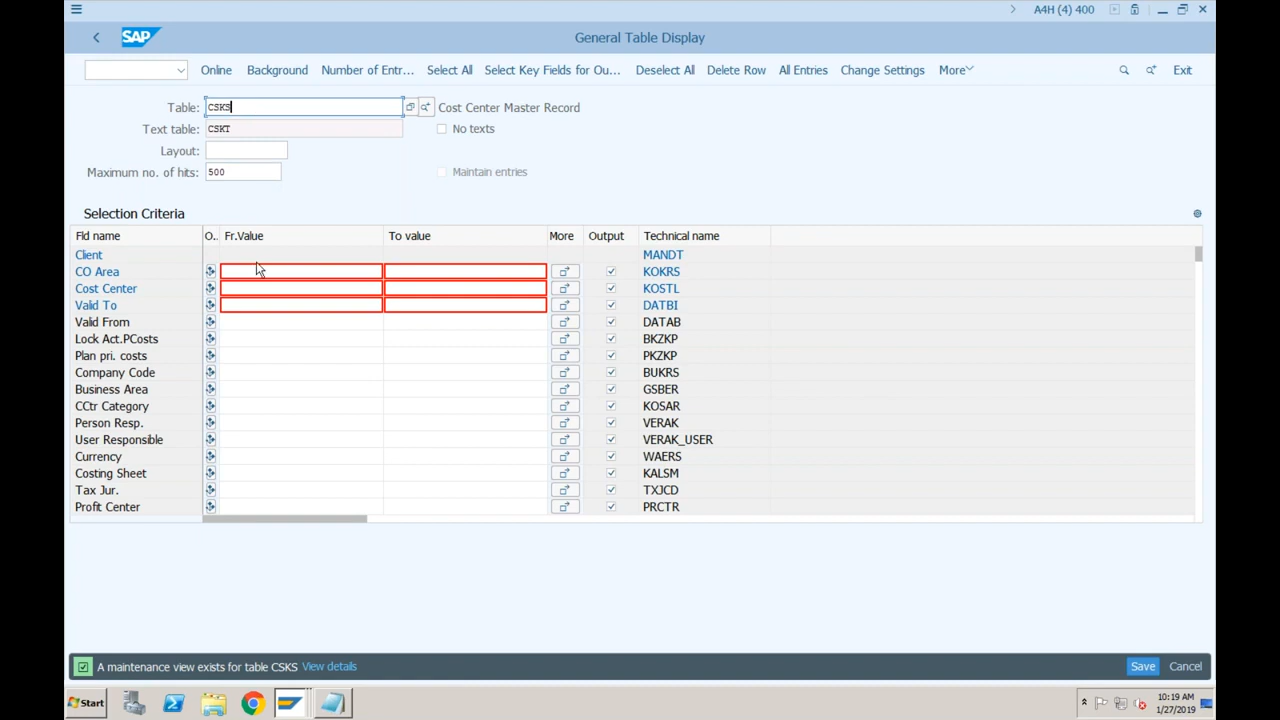 A4H (4) 400
SAP General Table Display
Online Background Number of Entr... Select All Select Key Fields for Ou... Deselect All Delete Row All Entries Change Settings More Exit
Table: CSKS Cost Center Master Record
Text table: CSKT No texts
Layout:
Maximum no. of hits: 500 Maintain entries
Selection Criteria
Fld name O.. Fr.Value To value More Output Technical name
Client MANDT
CO Area KOKRS
Cost Center KOSTL
Valid To DATBI
Valid From DATAB
Lock Act.PCosts BKZKP
Plan pri. costs PKZKP
Company Code BUKRS
Business Area GSBER
CCtr Category KOSAR
Person Resp. VERAK
User Responsible VERAK_USER
Currency WAERS
Costing Sheet KALSM
Tax Jur. TXJCD
Profit Center PRCTR
A maintenance view exists for table CSKS View details Save Cancel
Start 10:19 AM
1/27/2019